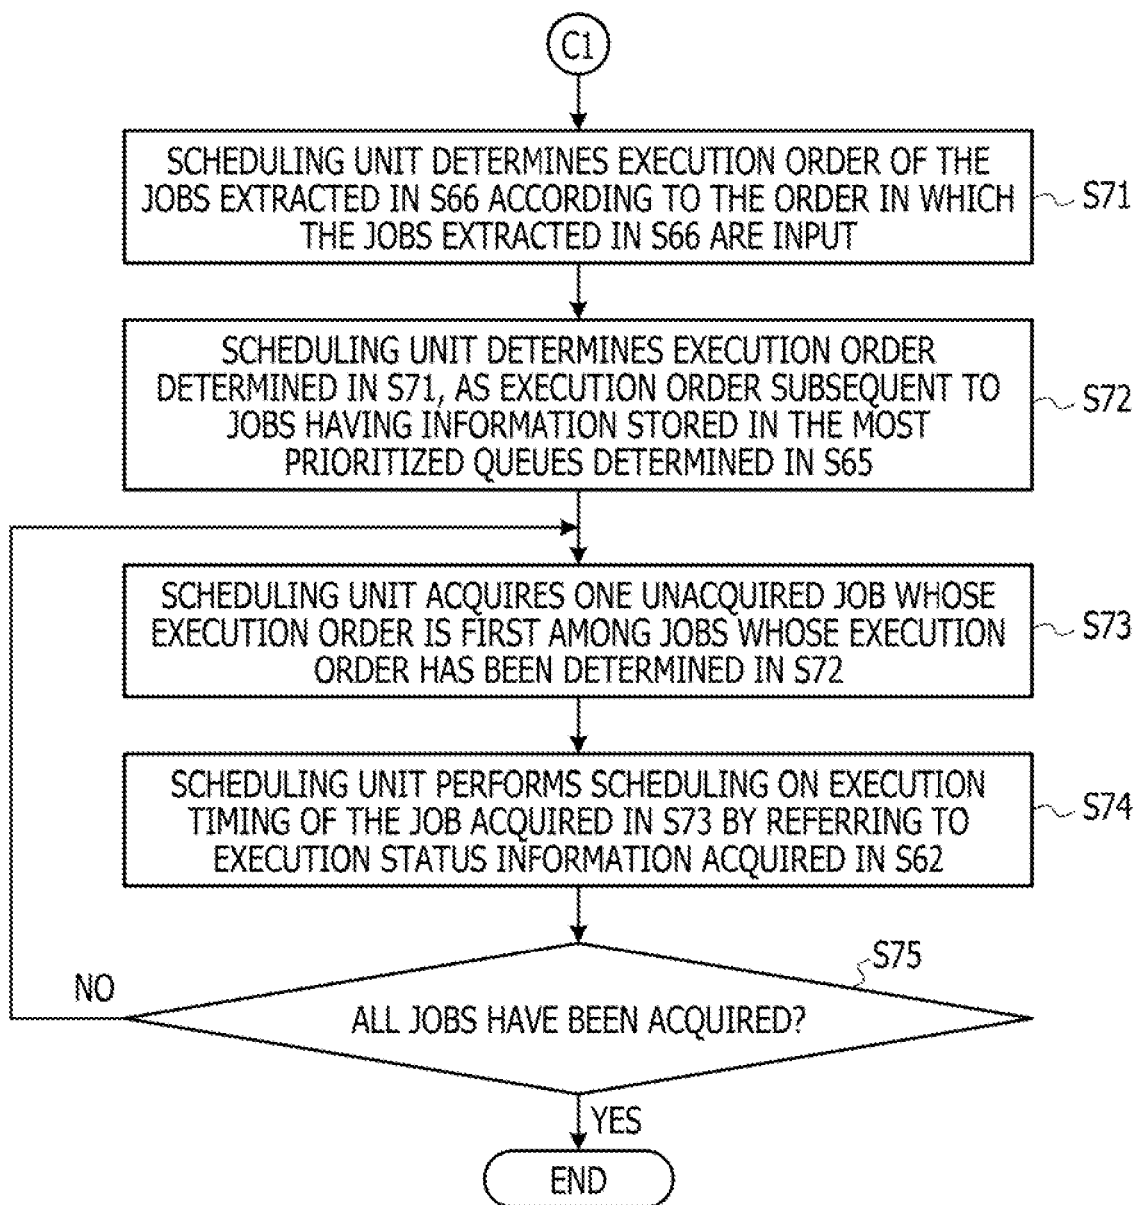 C1
SCHEDULING UNIT DETERMINES EXECUTION ORDER OF THE
JOBS EXTRACTED IN S66 ACCORDING TO THE ORDER IN WHICH
THE JOBS EXTRACTED IN S66 ARE INPUT
S71
SCHEDULING UNIT DETERMINES EXECUTION ORDER
DETERMINED IN S71, AS EXECUTION ORDER SUBSEQUENT TO
JOBS HAVING INFORMATION STORED IN THE MOST
PRIORITIZED QUEUES DETERMINED IN S65
S72
SCHEDULING UNIT ACQUIRES ONE UNACQUIRED JOB WHOSE
EXECUTION ORDER IS FIRST AMONG JOBS WHOSE EXECUTION
ORDER HAS BEEN DETERMINED IN S72
S73
SCHEDULING UNIT PERFORMS SCHEDULING ON EXECUTION
TIMING OF THE JOB ACQUIRED IN S73 BY REFERRING TO
EXECUTION STATUS INFORMATION ACQUIRED IN S62
S74
S75
NO
ALL JOBS HAVE BEEN ACQUIRED?
YES
END